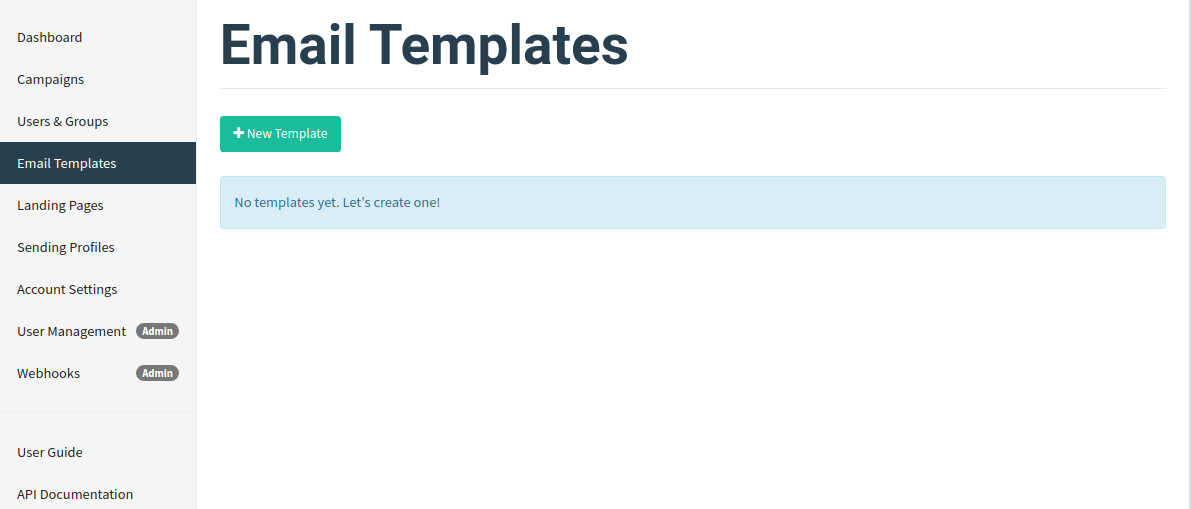 Dashboard
Campaigns
Users & Groups
Email Templates
Landing Pages
Sending Profiles
Account Settings
User Management Admin
Webhooks Admin
User Guide
API Documentation
Email Templates
New Template
No templates yet. Let's create one!